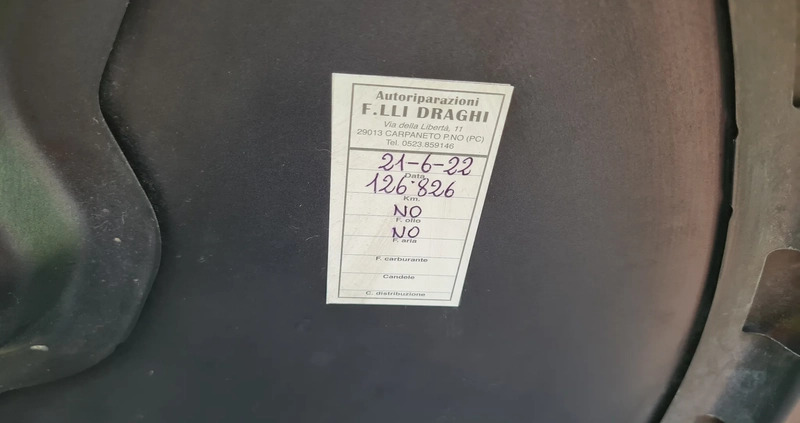 Autoriparazioni
F.LLI DRAGHI
Via della Libertà, 11
29013 CARPANETO P.NO (PC)
Tel. 0523 859146
21-6-22
Data
126.826
Km.
NO
F. olio
NO
F. aria
F. carburante
Candele
C. distribuzione